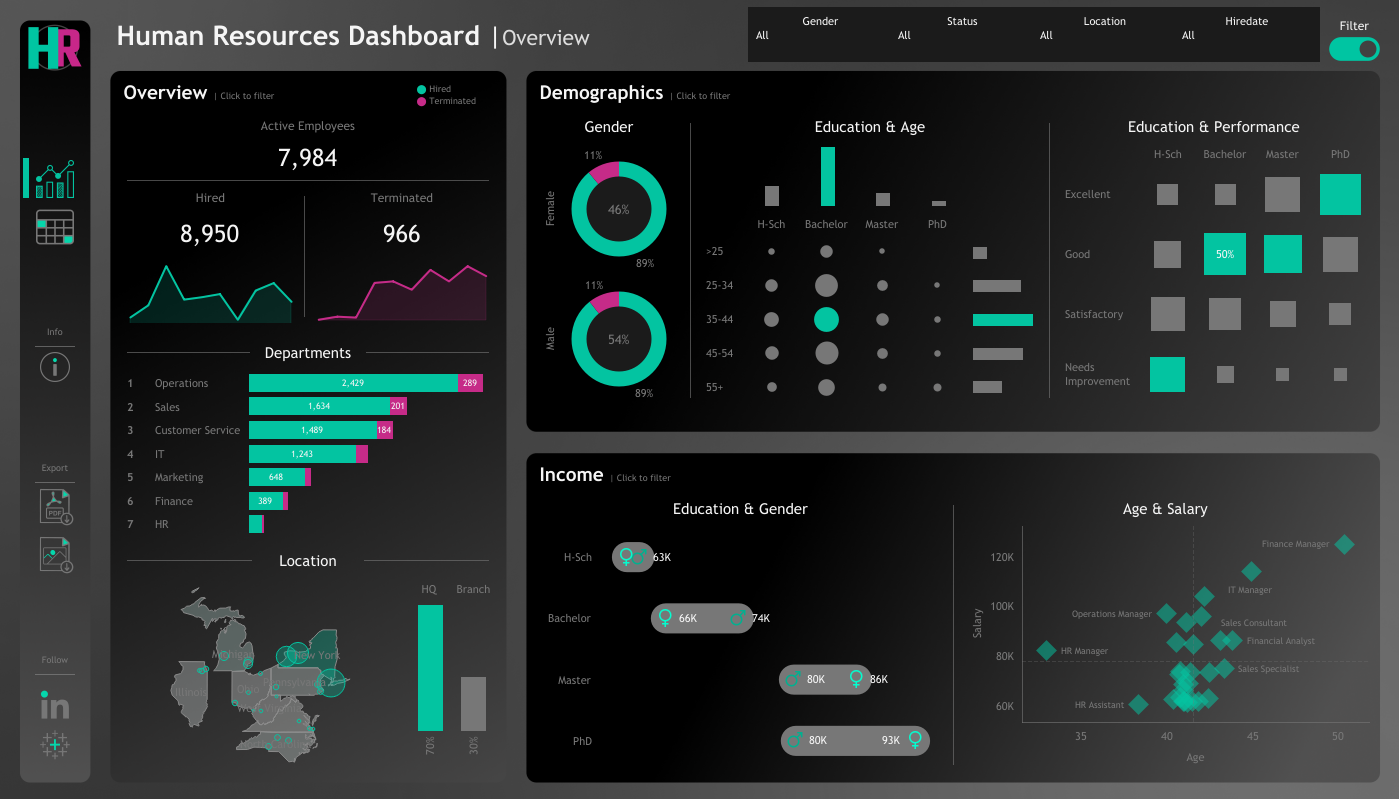 HR
Human Resources Dashboard | Overview
Gender Status Location Hiredate
All All All All
Filter
Info
Export
PDF
Follow
in
Overview | Click to filter
Hired
Terminated
Active Employees
7,984
Hired Terminated
8,950 966
Departments
1 Operations 2,429 289
2 Sales 1,634 201
3 Customer Service 1,489 184
4 IT 1,243
5 Marketing 648
6 Finance 389
7 HR
Location
HQ Branch
Michigan
New York
Illinois
Pennsylvania
70% 30%
Demographics | Click to filter
Gender
11%
Female
46%
89%
11%
Male
54%
89%
Education & Age
H-Sch Bachelor Master PhD
>25
25-34
35-44
45-54
55+
Education & Performance
H-Sch Bachelor Master PhD
Excellent
Good 50%
Satisfactory
Needs
Improvement
Income | Click to filter
Education & Gender
H-Sch 63K
Bachelor 66K 74K
Master 80K 86K
PhD 80K 93K
Age & Salary
Salary
120K
100K
80K
60K
Finance Manager
IT Manager
Operations Manager
Sales Consultant
Financial Analyst
HR Manager
Sales Specialist
HR Assistant
35 40 45 50
Age